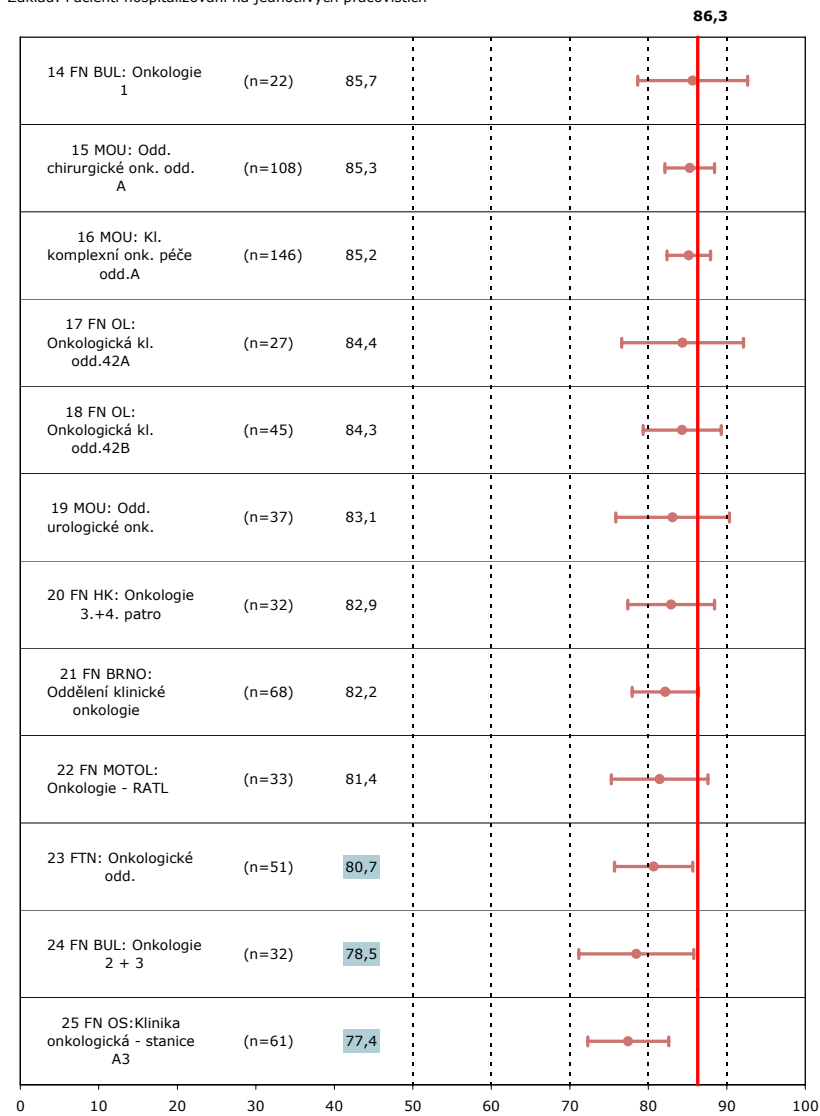 Základ: Pacienti hospitalizovaní na jednotlivých pracovištích
86,3
14 FN BUL: Onkologie
1
(n=22)
85,7
15 MOU: Odd.
chirurgické onk. odd.
A
(n=108)
85,3
16 MOU: Kl.
komplexní onk. péče
odd.A
(n=146)
85,2
17 FN OL:
Onkologická kl.
odd.42A
(n=27)
84,4
18 FN OL:
Onkologická kl.
odd.42B
(n=45)
84,3
19 MOU: Odd.
urologické onk.
(n=37)
83,1
20 FN HK: Onkologie
3.+4. patro
(n=32)
82,9
21 FN BRNO:
Oddělení klinické
onkologie
(n=68)
82,2
22 FN MOTOL:
Onkologie - RATL
(n=33)
81,4
23 FTN: Onkologické
odd.
(n=51)
80,7
24 FN BUL: Onkologie
2 + 3
(n=32)
78,5
25 FN OS:Klinika
onkologická - stanice
A3
(n=61)
77,4
0 10 20 30 40 50 60 70 80 90 100